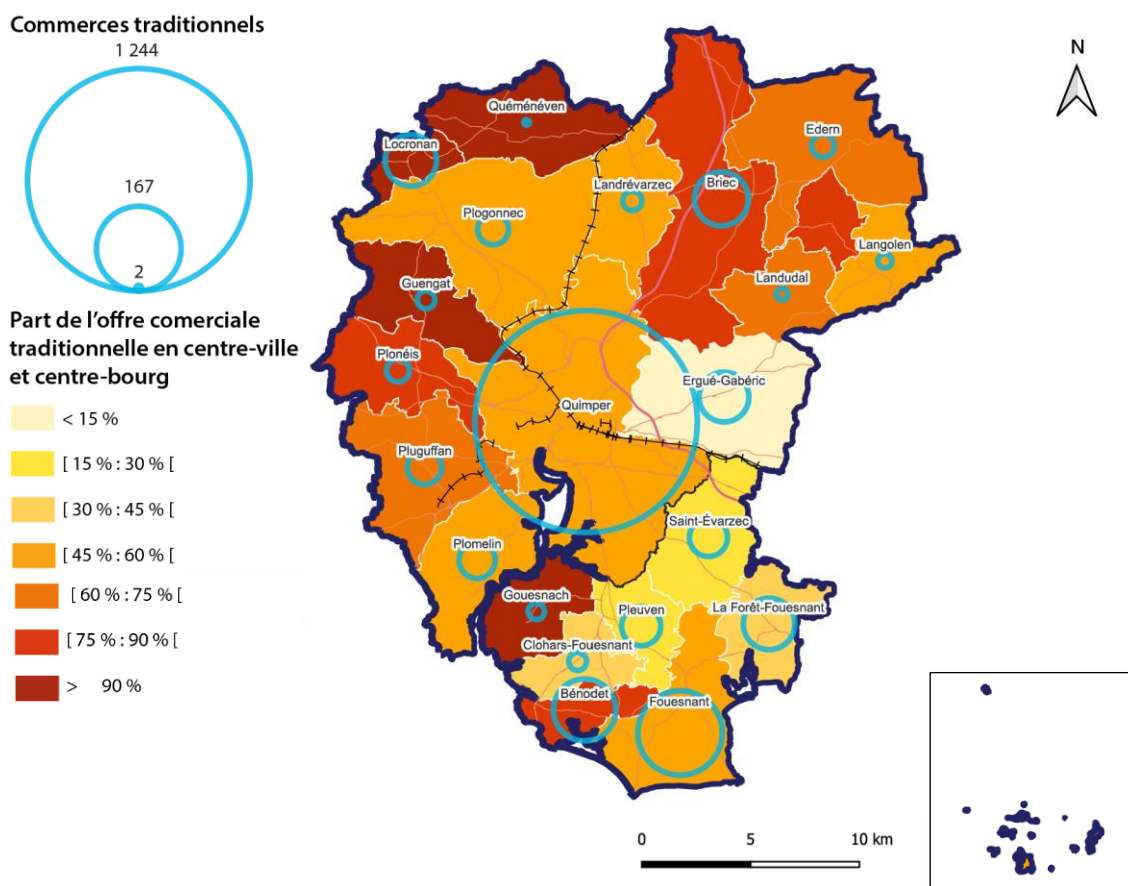 Commerces traditionnels
1 244
167
2
Part de l'offre comerciale
traditionnelle en centre-ville
et centre-bourg
< 15 %
[ 15 % : 30 % [
[ 30 % : 45 % [
[ 45 % : 60 % [
[ 60 % : 75 % [
[ 75 % : 90 % [
> 90 %
N
Quéménéven
Locronan
Edern
Landrévarzec
Briec
Plogonnec
Langolen
Landudal
Guengat
Plonéis
Ergué-Gabéric
Quimper
Pluguffan
Saint-Évarzec
Plomelin
Gouesnach
Pleuven
La Forêt-Fouesnant
Clohars-Fouesnant
Bénodet
Fouesnant
0 5 10 km